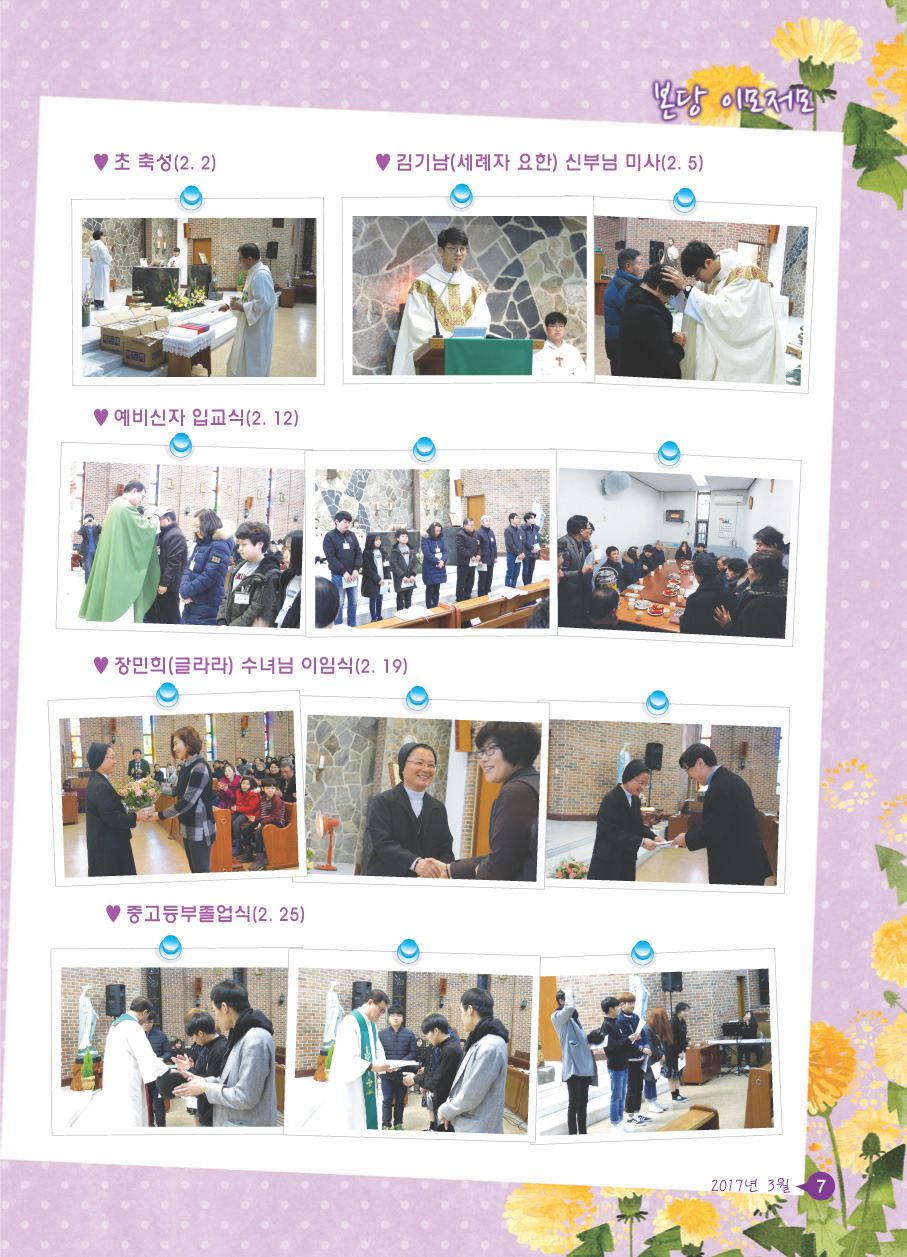 본당 이모저모
♥ 초 축성(2. 2)
♥ 김기남(세례자 요한) 신부님 미사(2. 5)
♥ 예비신자 입교식(2. 12)
♥ 장민희(글라라) 수녀님 이임식(2. 19)
♥ 중고등부졸업식(2. 25)
2017년 3월 7